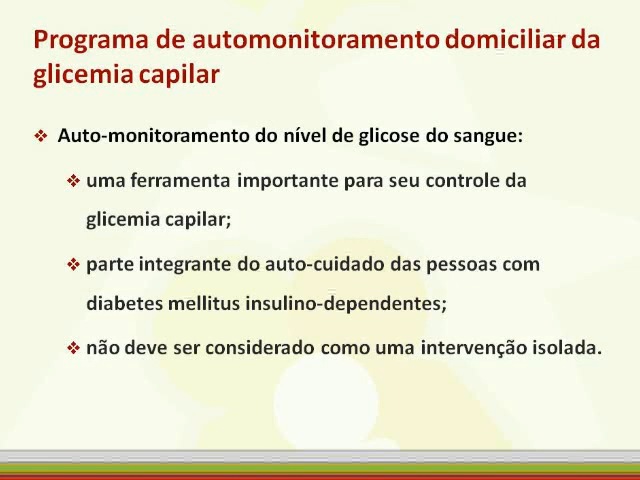 Programa de automonitoramento domiciliar da
glicemia capilar
Auto-monitoramento do nível de glicose do sangue:
uma ferramenta importante para seu controle da
glicemia capilar;
parte integrante do auto-cuidado das pessoas com
diabetes mellitus insulino-dependentes;
não deve ser considerado como uma intervenção isolada.